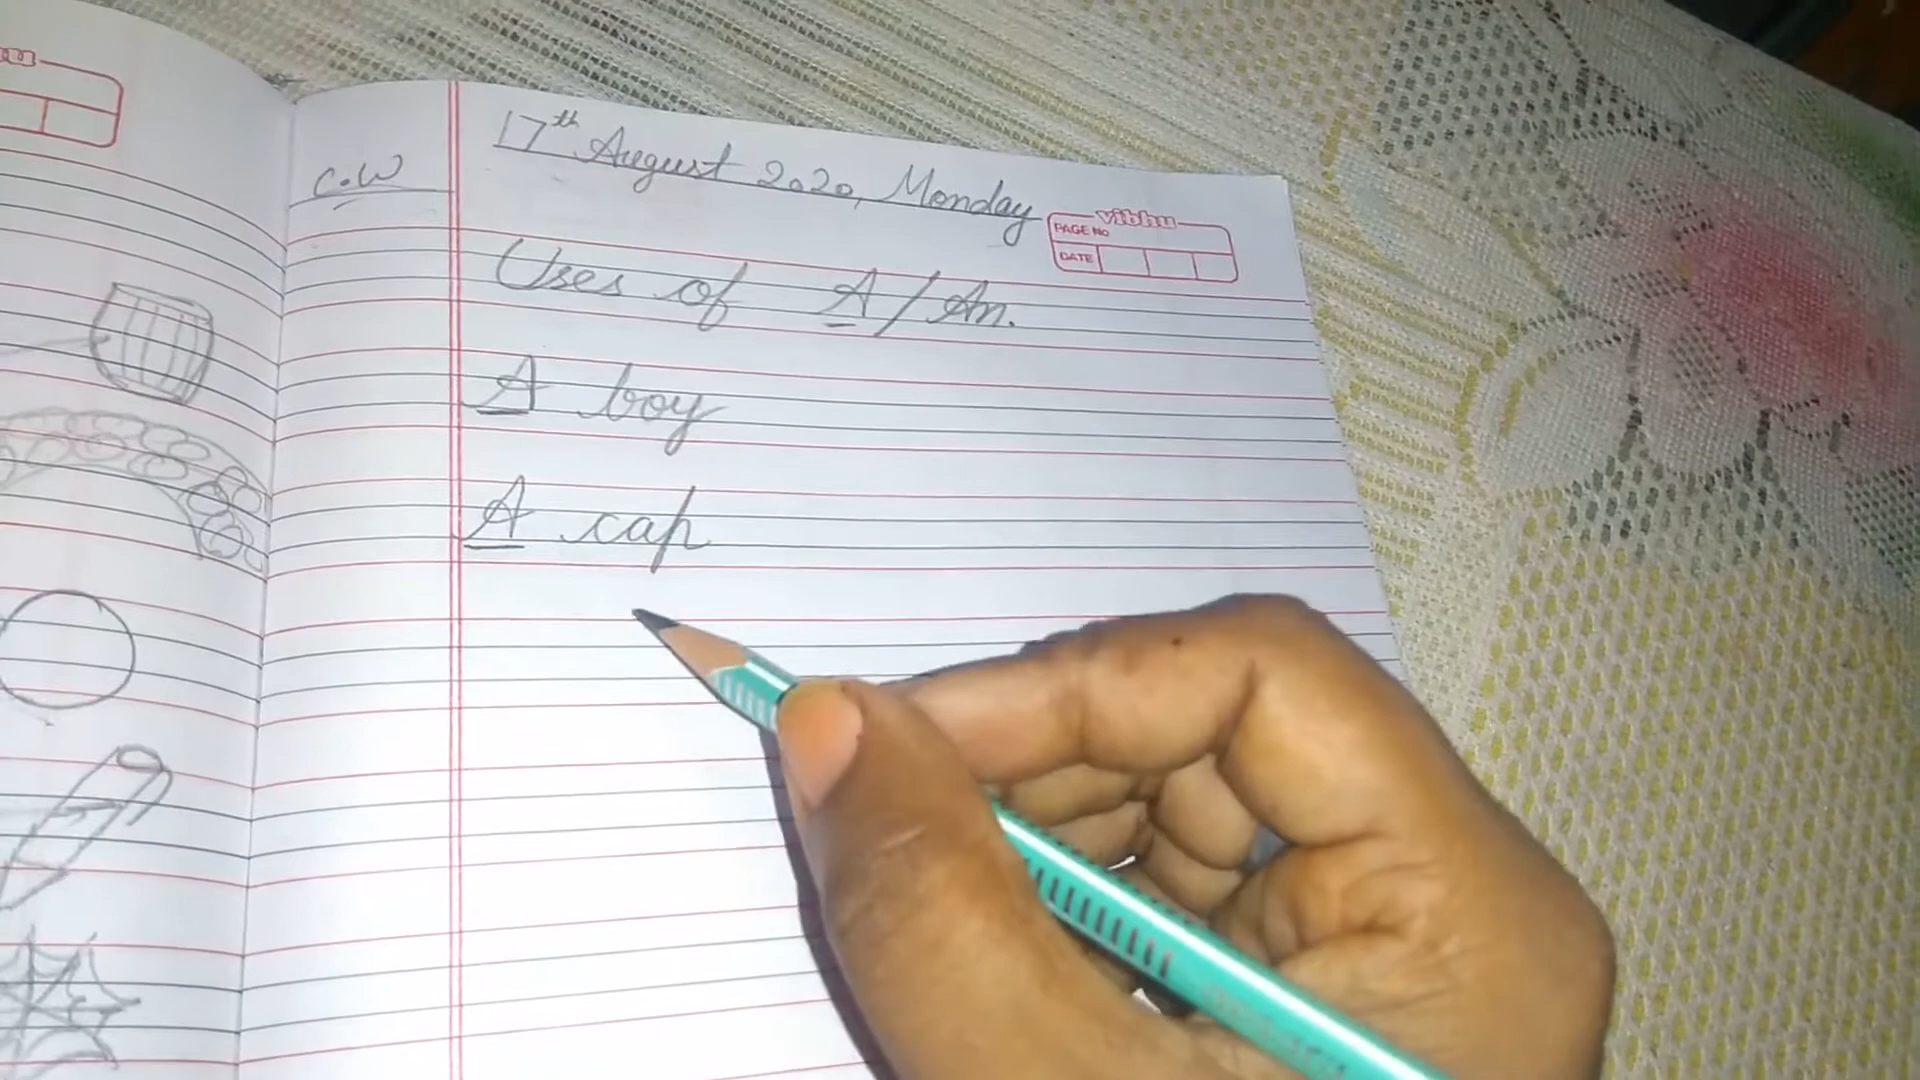 17th August 2020, Monday
C.W
vibhu
PAGE No
DATE
Uses of A/An.
A boy
A cap